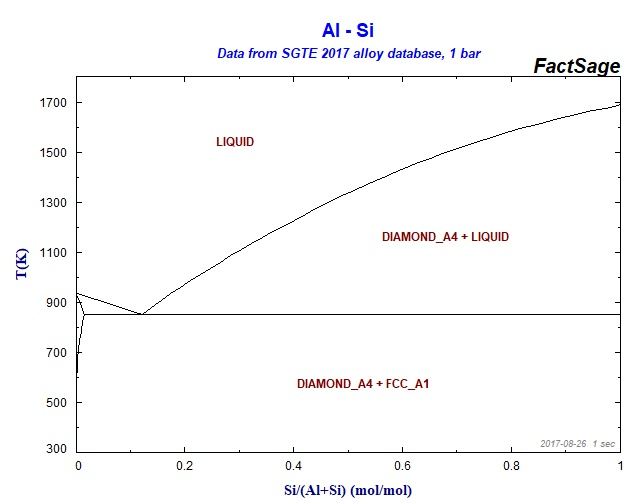 Al - Si
Data from SGTE 2017 alloy database, 1 bar
FactSage
1700
LIQUID
1500
1300
DIAMOND_A4 + LIQUID
1100
T(K)
900
700
DIAMOND_A4 + FCC_A1
500
2017-08-26 1 sec
300
0 0.2 0.4 0.6 0.8 1
Si/(Al+Si) (mol/mol)